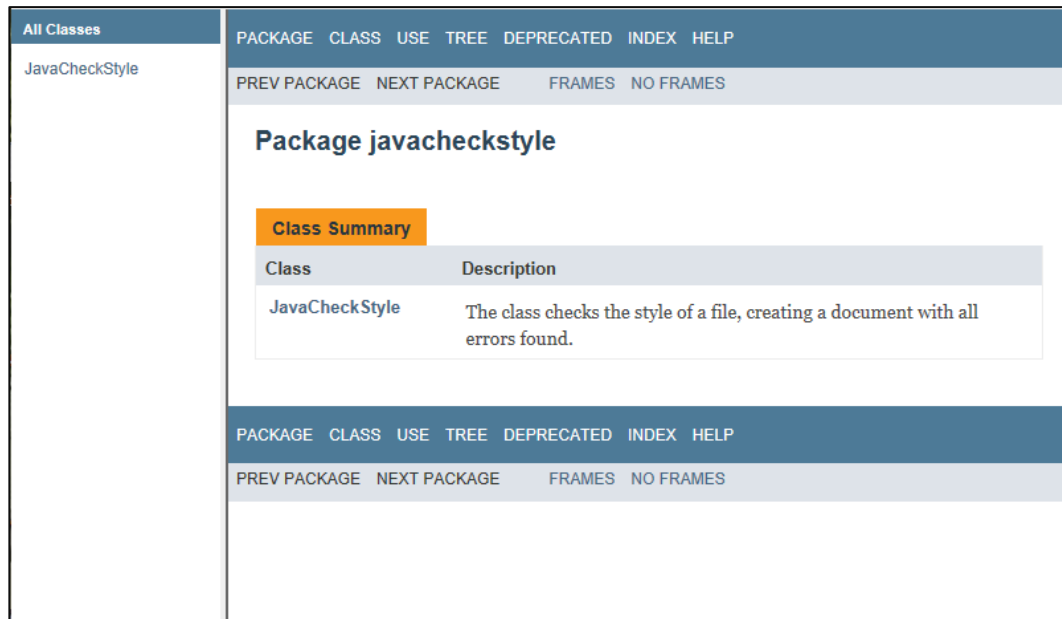 All Classes
JavaCheckStyle
PACKAGE CLASS USE TREE DEPRECATED INDEX HELP
PREV PACKAGE NEXT PACKAGE FRAMES NO FRAMES
Package javacheckstyle
Class Summary
Class Description
JavaCheckStyle The class checks the style of a file, creating a document with all
errors found.
PACKAGE CLASS USE TREE DEPRECATED INDEX HELP
PREV PACKAGE NEXT PACKAGE FRAMES NO FRAMES